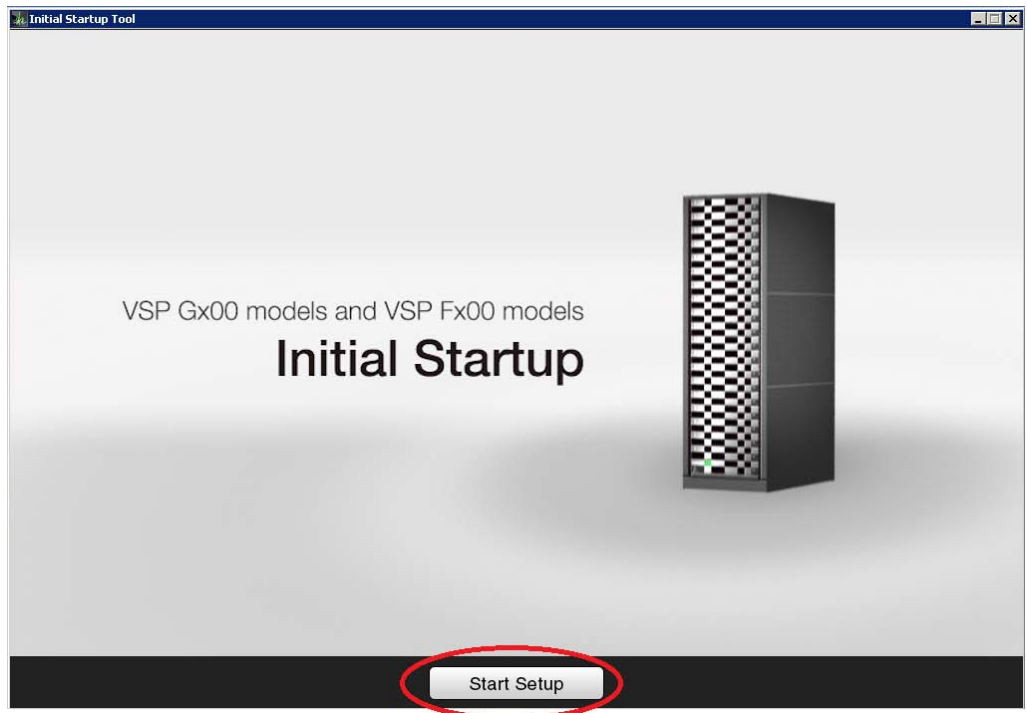 Initial Startup Tool
VSP Gx00 models and VSP Fx00 models
Initial Startup
Start Setup